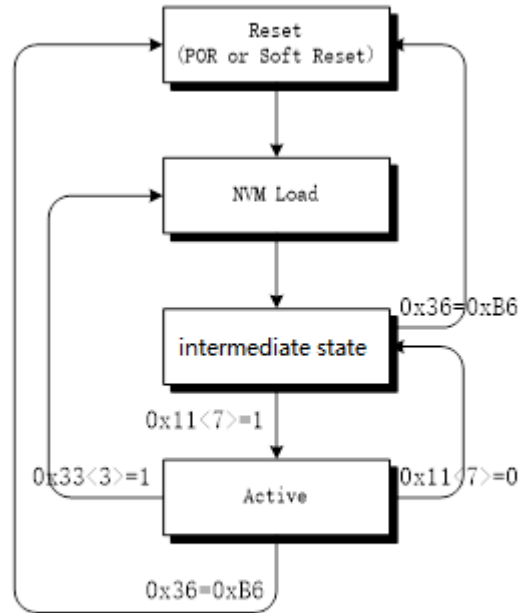 Reset
(POR or Soft Reset)
NVM Load
0x36=0xB6
intermediate state
0x11<7>=1
0x33<3>=1
Active
0x11<7>=0
0x36=0xB6